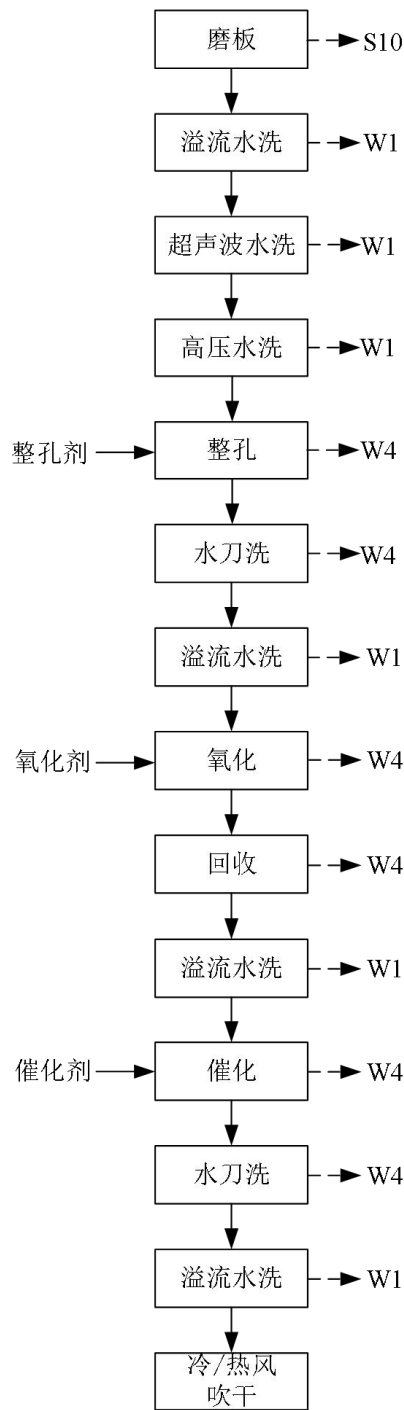 磨板
S10
溢流水洗
W1
超声波水洗
W1
高压水洗
W1
整孔剂
整孔
W4
水刀洗
W4
溢流水洗
W1
氧化剂
氧化
W4
回收
W4
溢流水洗
W1
催化剂
催化
W4
水刀洗
W4
溢流水洗
W1
冷/热风
吹干